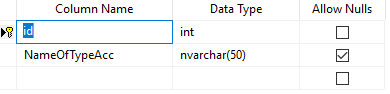 Column Name Data Type Allow Nulls
id int
NameOfTypeAcc nvarchar(50)